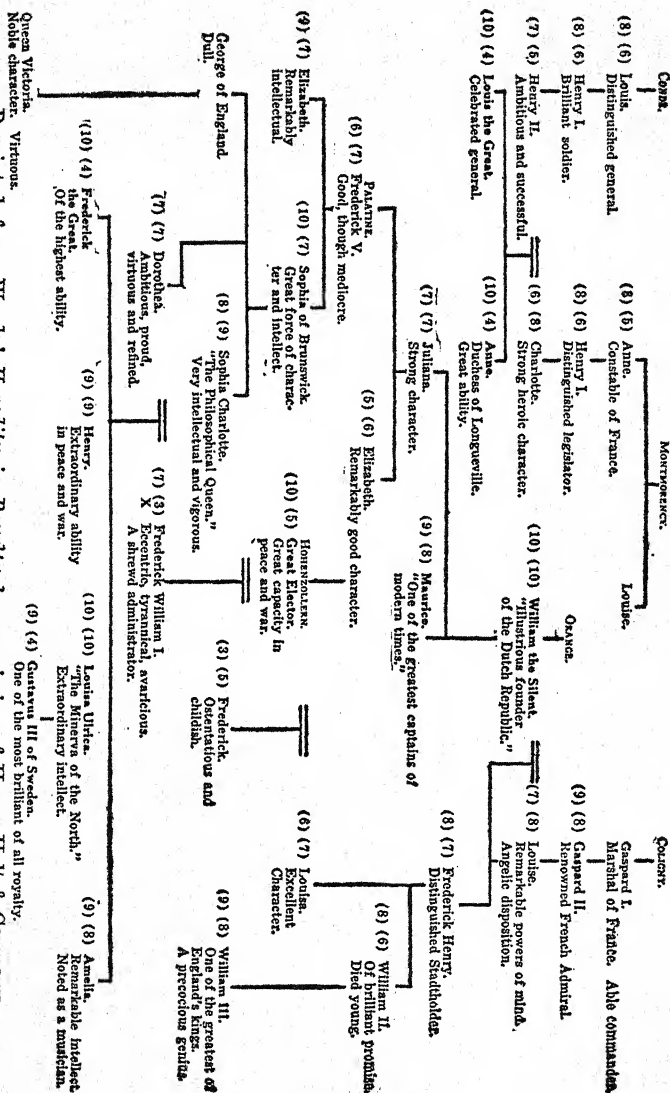 CONDE.
MONTMORENCY.
ORANGE.
COLIGNY.
(8) (6) Louis.
Distinguished general.
(8) (5) Anne.
Constable of France.
Louise.
Gaspard I.
Marshal of France. Able commander.
(8) (6) Henry I.
Brilliant soldier.
(8) (6) Henry I.
Distinguished legislator.
(10) (10) William the Silent.
"Illustrious founder
of the Dutch Republic."
(9) (8) Gaspard II.
Renowned French Admiral.
(7) (6) Henry II.
Ambitious and successful.
(6) (8) Charlotte.
Strong heroic character.
(7) (8) Louise.
Remarkable powers of mind.
Angelic disposition.
(10) (4) Louis the Great.
Celebrated general.
(10) (4) Anne.
Duchess of Longueville.
Great ability.
(7) (7) Juliana.
Strong character.
(9) (8) Maurice.
"One of the greatest captains of
modern times."
(8) (7) Frederick Henry.
Distinguished Stadtholder.
PALATINE.
(6) (7) Frederick V.
Good, though mediocre.
(5) (6) Elizabeth.
Remarkably good character.
(8) (6) William II.
Of brilliant promise.
Died young.
(9) (7) Elizabeth.
Remarkably
intellectual.
(10) (7) Sophia of Brunswick.
Great force of charac-
ter and intellect.
HOHENZOLLERN.
(10) (5) Great Elector.
Great capacity in
peace and war.
(6) (7) Louisa.
Excellent
Character.
George of England.
Dull.
(8) (9) Sophia Charlotte.
"The Philosophical Queen."
Very intellectual and vigorous.
(3) (5) Frederick.
Ostentatious and
childish.
(9) (8) William III.
One of the greatest of
England's kings.
A precocious genius.
(7) (7) Dorothea.
Ambitious, proud,
virtuous and refined.
(7) (3) Frederick William I.
X Eccentric, tyrannical, avaricious.
A shrewd administrator.
(10) (4) Frederick
the Great.
Of the highest ability.
(9) (9) Henry.
Extraordinary ability
in peace and war.
(10) (10) Louisa Ulrica.
"The Minerva of the North."
Extraordinary intellect.
(9) (8) Amelia.
Remarkable intellect.
Noted as a musician.
(9) (4) Gustavus III of Sweden.
One of the most brilliant of all royalty.
Queen Victoria.
Noble character. Virtuous.